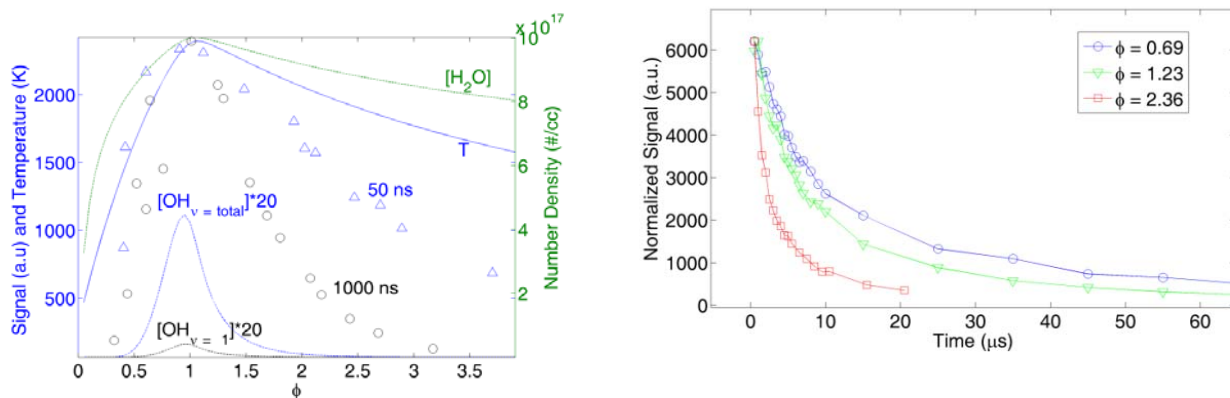 x 10^17
Signal (a.u) and Temperature (K)
2000
1500
1000
500
[H₂O]
T
50 ns
[OH_ν = total]*20
1000 ns
[OH_ν = 1]*20
10
8
6
4
2
Number Density (#/cc)
0 0.5 1 1.5 2 2.5 3 3.5
ϕ
Normalized Signal (a.u.)
6000
5000
4000
3000
2000
1000
0
ϕ = 0.69
ϕ = 1.23
ϕ = 2.36
0 10 20 30 40 50 60
Time (μs)